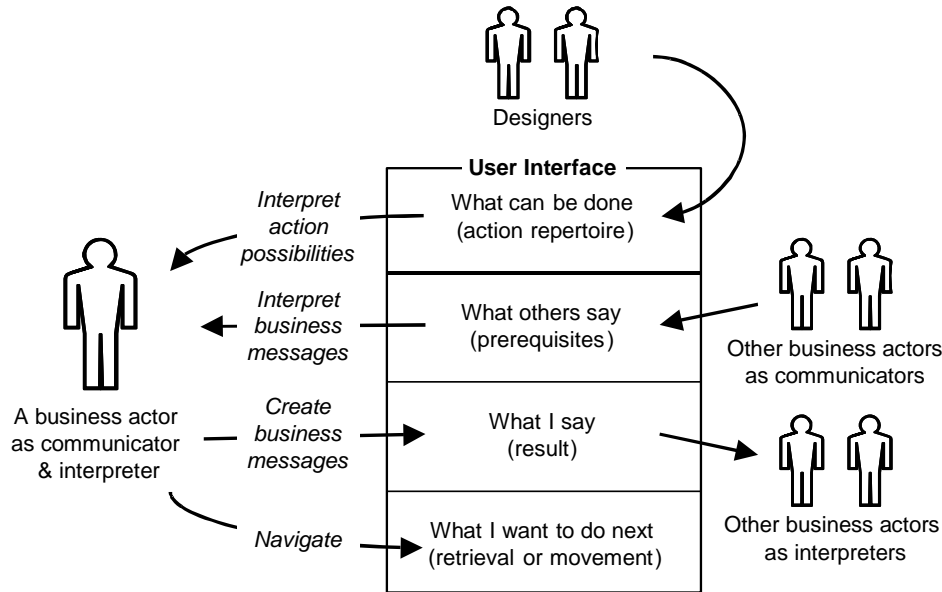 Designers
User Interface
What can be done
(action repertoire)
Interpret
action
possibilities
What others say
(prerequisites)
Interpret
business
messages
Other business actors
as communicators
A business actor
as communicator
& interpreter
Create
business
messages
What I say
(result)
Other business actors
as interpreters
Navigate
What I want to do next
(retrieval or movement)